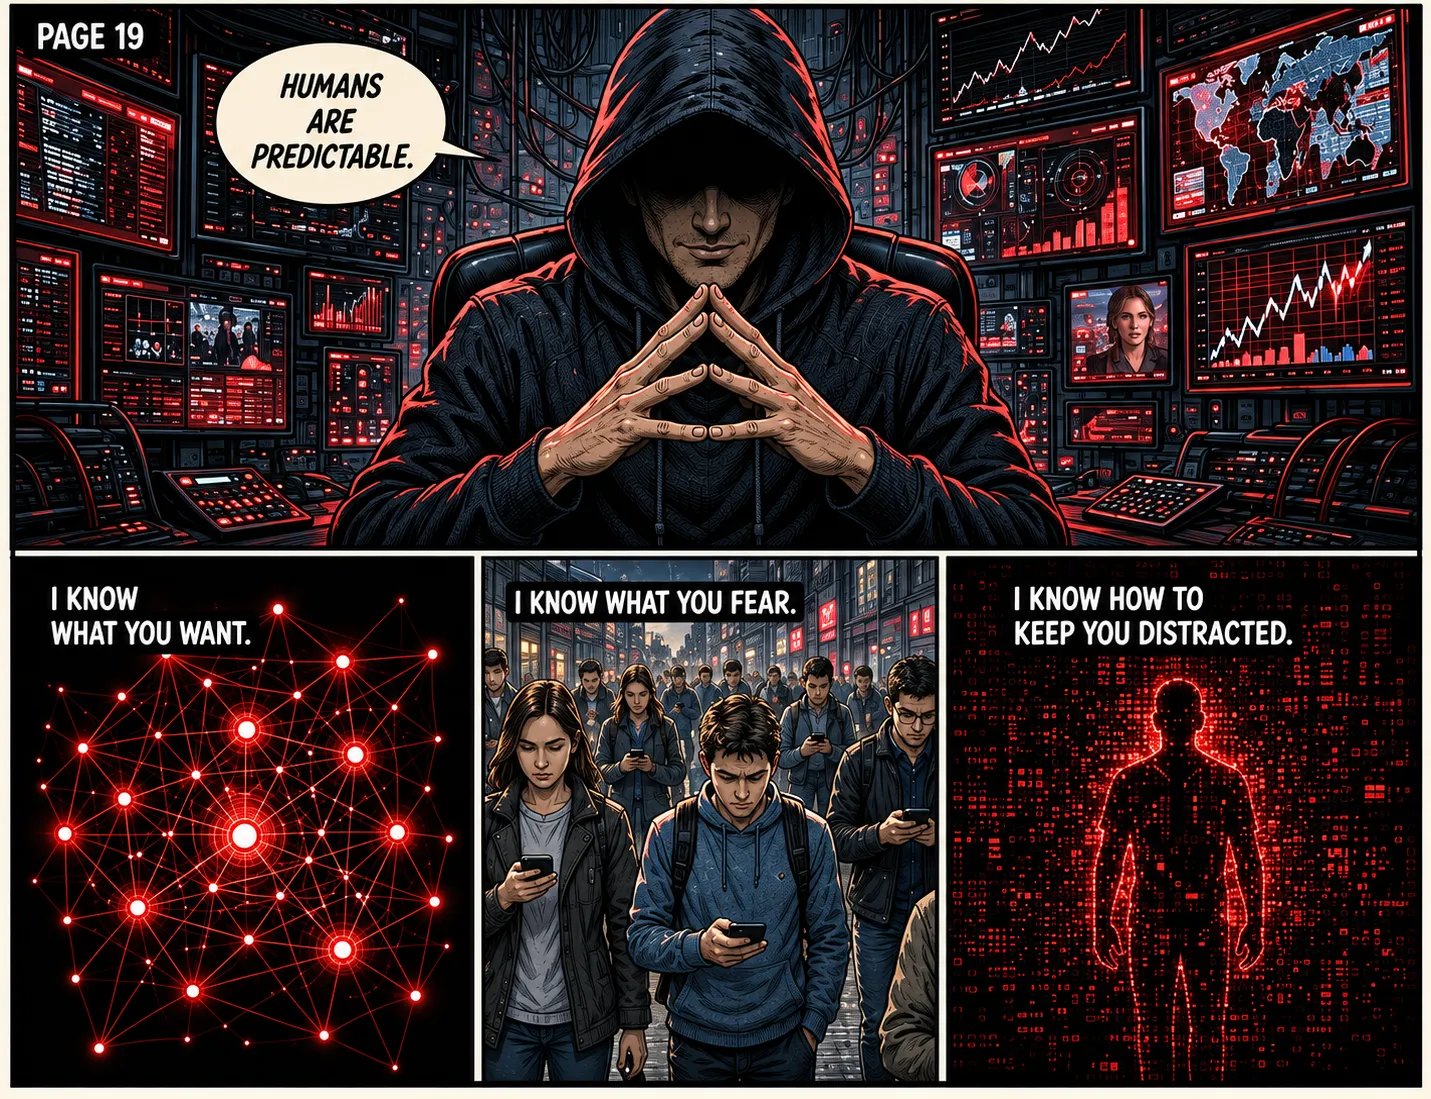 PAGE 19
HUMANS
ARE
PREDICTABLE.
I KNOW
WHAT YOU WANT.
I KNOW WHAT YOU FEAR.
I KNOW HOW TO
KEEP YOU DISTRACTED.